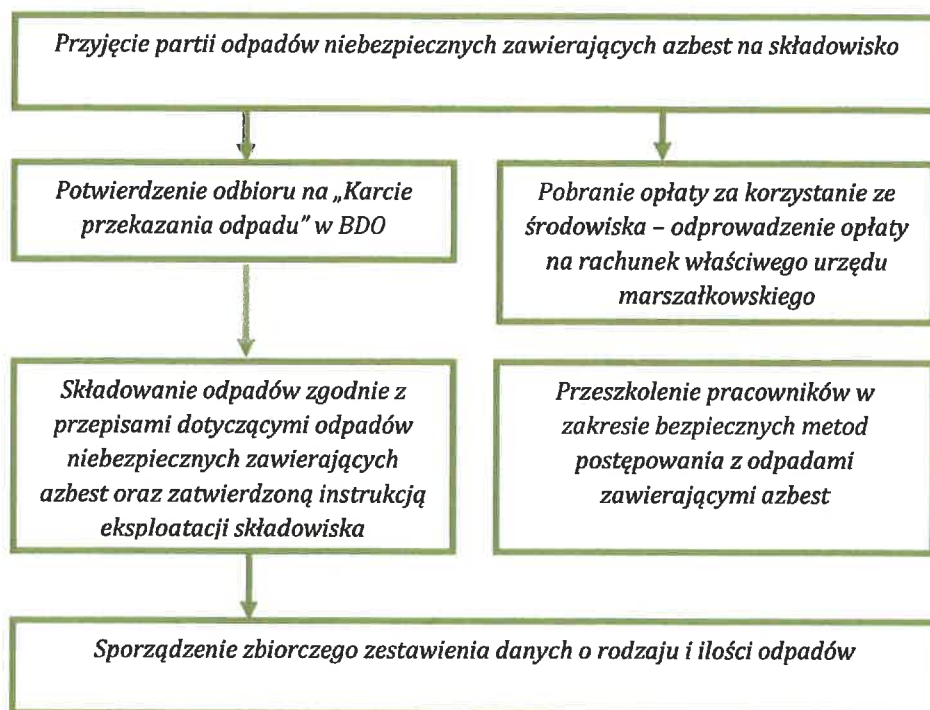 Przyjęcie partii odpadów niebezpiecznych zawierających azbest na składowisko
Potwierdzenie odbioru na „Karcie
przekazania odpadu" w BDO
Pobranie opłaty za korzystanie ze
środowiska – odprowadzenie opłaty
na rachunek właściwego urzędu
marszałkowskiego
Składowanie odpadów zgodnie z
przepisami dotyczącymi odpadów
niebezpiecznych zawierających
azbest oraz zatwierdzoną instrukcją
eksploatacji składowiska
Przeszkolenie pracowników w
zakresie bezpiecznych metod
postępowania z odpadami
zawierającymi azbest
Sporządzenie zbiorczego zestawienia danych o rodzaju i ilości odpadów